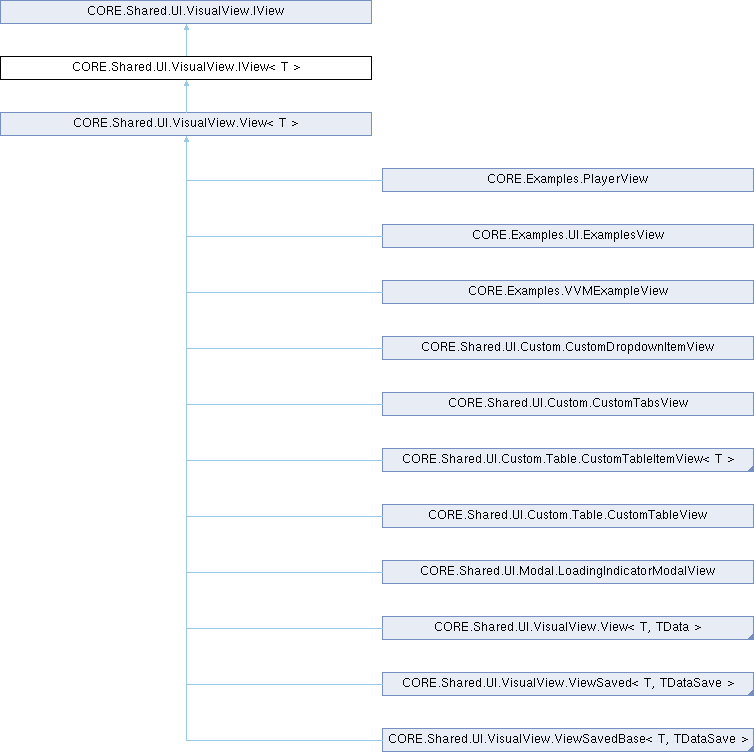 CORE.Shared.UI.VisualView.IView
CORE.Shared.UI.VisualView.IView< T >
CORE.Shared.UI.VisualView.View< T >
CORE.Examples.PlayerView
CORE.Examples.UI.ExamplesView
CORE.Examples.VVMExampleView
CORE.Shared.UI.Custom.CustomDropdownItemView
CORE.Shared.UI.Custom.CustomTabsView
CORE.Shared.UI.Custom.Table.CustomTableItemView< T >
CORE.Shared.UI.Custom.Table.CustomTableView
CORE.Shared.UI.Modal.LoadingIndicatorModalView
CORE.Shared.UI.VisualView.View< T, TData >
CORE.Shared.UI.VisualView.ViewSaved< T, TDataSave >
CORE.Shared.UI.VisualView.ViewSavedBase< T, TDataSave >